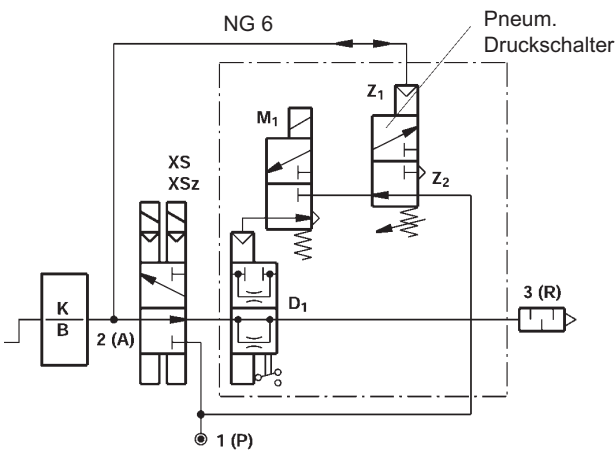 NG 6
Pneum.
Druckschalter
Z1
M1
XS
XSz
Z2
K
B
D1
3 (R)
2 (A)
1 (P)